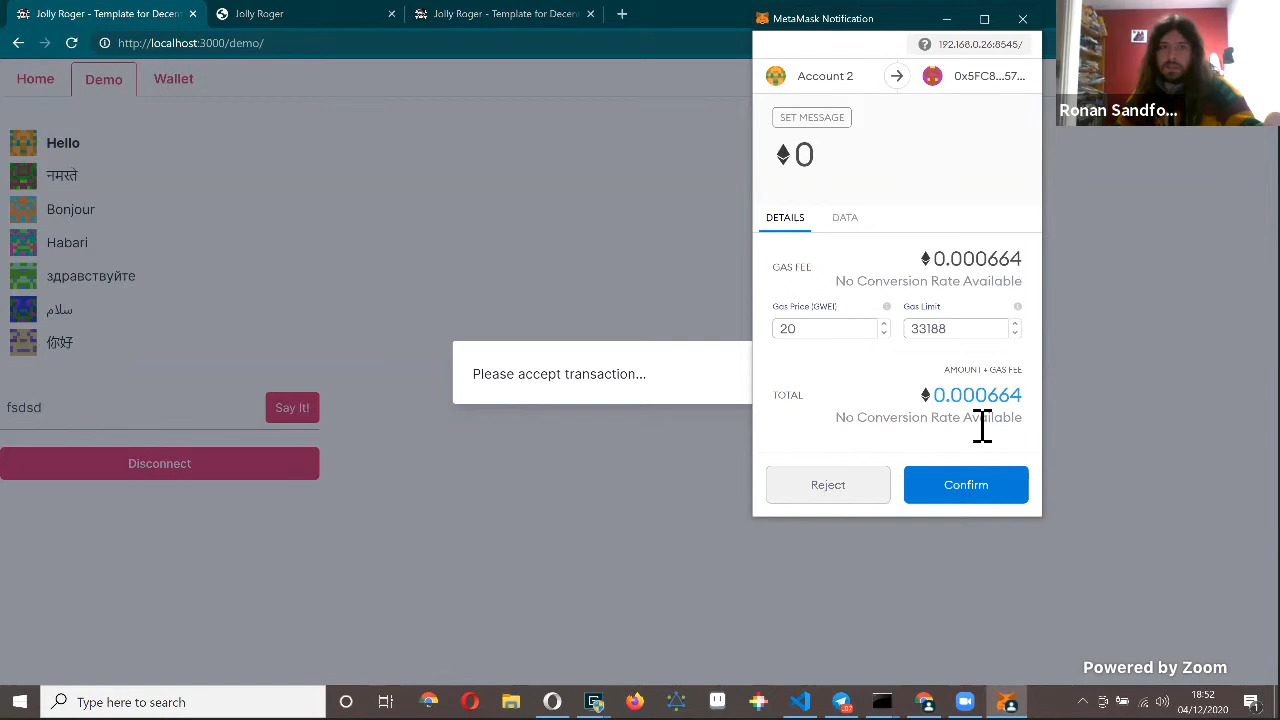 Jolly Roger - Template for Decent
Jolly Roger
Jolly Roger - Template for Decen
MetaMask Notification
http://localhost:3000/demo/
192.168.0.26:8545/
Home
Demo
Wallet
Account 2
0x5FC8...57...
Ronan Sandfo...
SET MESSAGE
0
Hello
नमस्ते
Bonjour
Habari
здравствуйте
سلام
你好
DETAILS
DATA
GAS FEE
0.000664
No Conversion Rate Available
Gas Price (GWEI)
Gas Limit
20
33188
AMOUNT + GAS FEE
TOTAL
0.000664
No Conversion Rate Available
Please accept transaction...
fsdsd
Say It!
Disconnect
Reject
Confirm
Powered by Zoom
Type here to search
18:52
04/12/2020